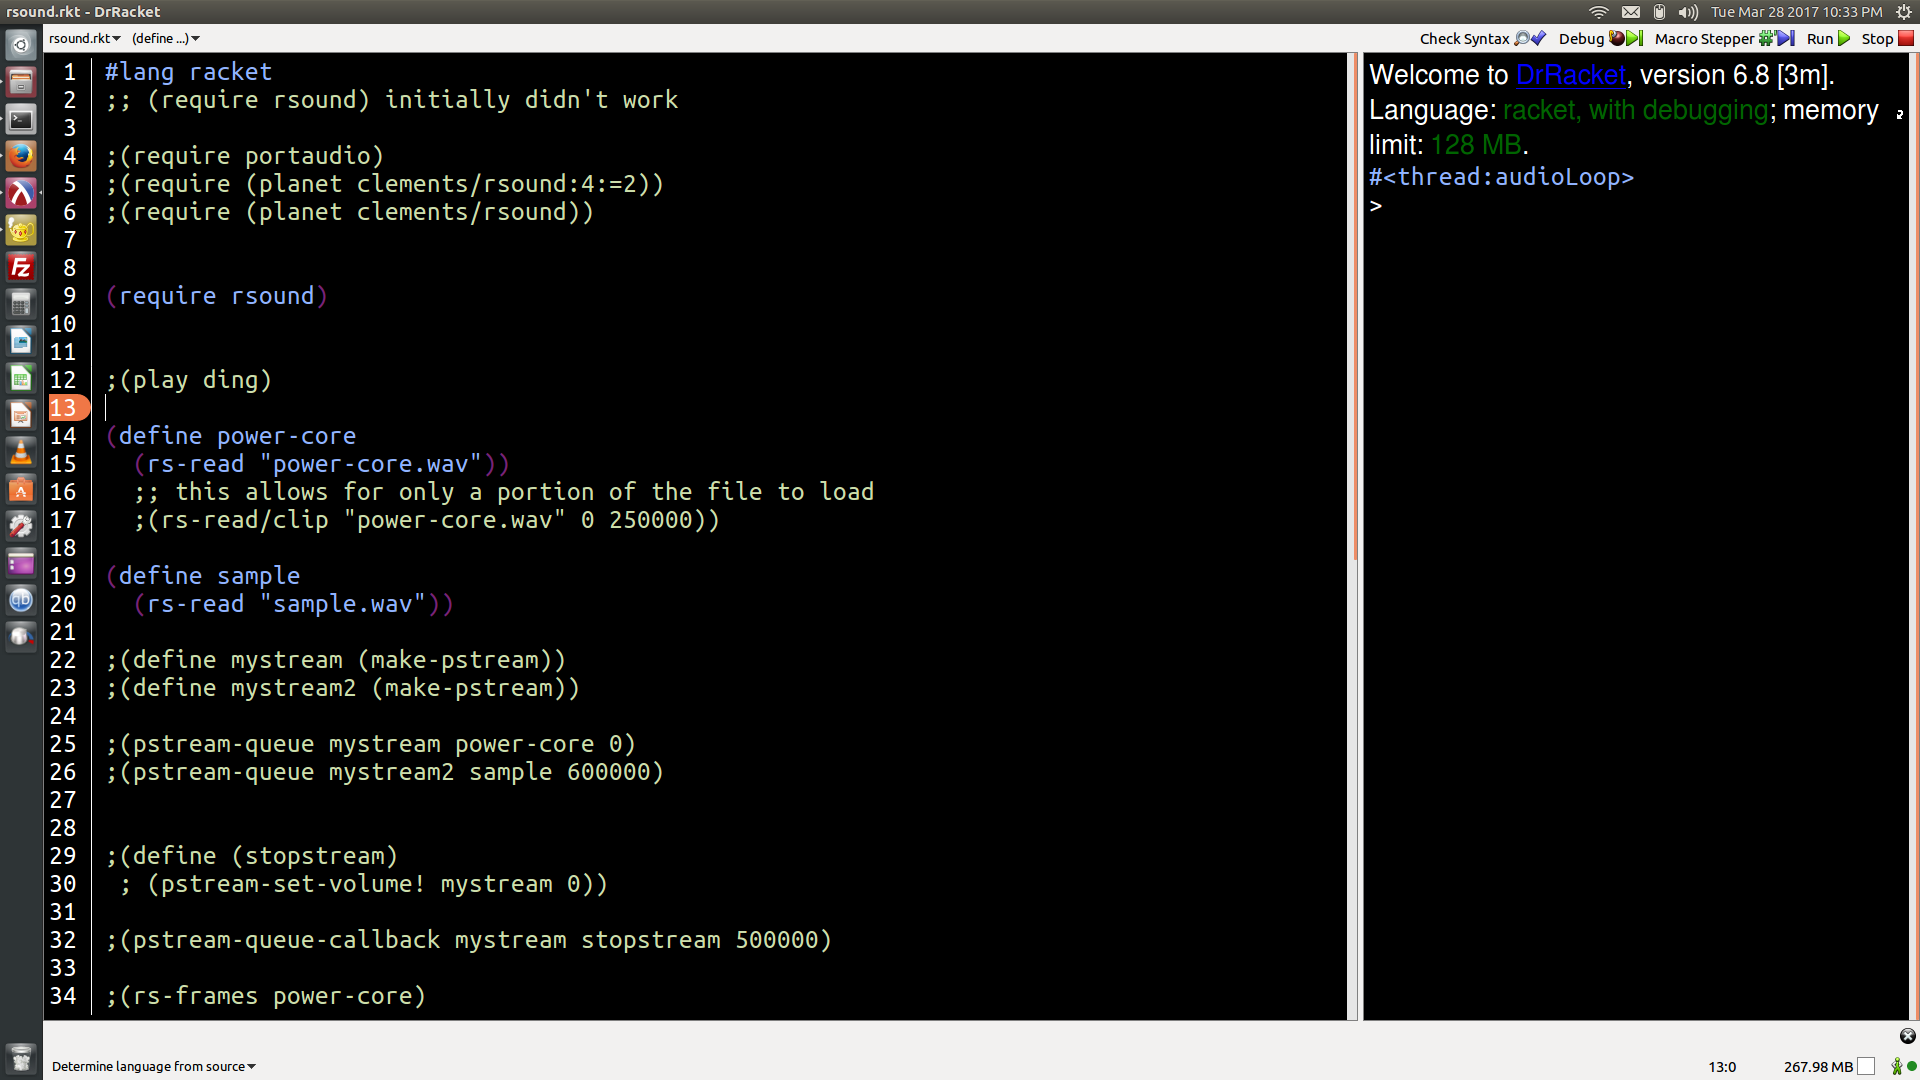 rsound.rkt - DrRacket
Tue Mar 28 2017 10:33 PM
rsound.rkt (define ...)
Check Syntax Debug Macro Stepper Run Stop
1 #lang racket
2 ;; (require rsound) initially didn't work
3
4 ;(require portaudio)
5 ;(require (planet clements/rsound:4:=2))
6 ;(require (planet clements/rsound))
7
8
9 (require rsound)
10
11
12 ;(play ding)
13
14 (define power-core
15 (rs-read "power-core.wav"))
16 ;; this allows for only a portion of the file to load
17 ;(rs-read/clip "power-core.wav" 0 250000))
18
19 (define sample
20 (rs-read "sample.wav"))
21
22 ;(define mystream (make-pstream))
23 ;(define mystream2 (make-pstream))
24
25 ;(pstream-queue mystream power-core 0)
26 ;(pstream-queue mystream2 sample 600000)
27
28
29 ;(define (stopstream)
30 ; (pstream-set-volume! mystream 0))
31
32 ;(pstream-queue-callback mystream stopstream 500000)
33
34 ;(rs-frames power-core)
Welcome to DrRacket, version 6.8 [3m].
Language: racket, with debugging; memory
limit: 128 MB.
#<thread:audioLoop>
>
Fz
A
qb
Determine language from source
13:0
267.98 MB